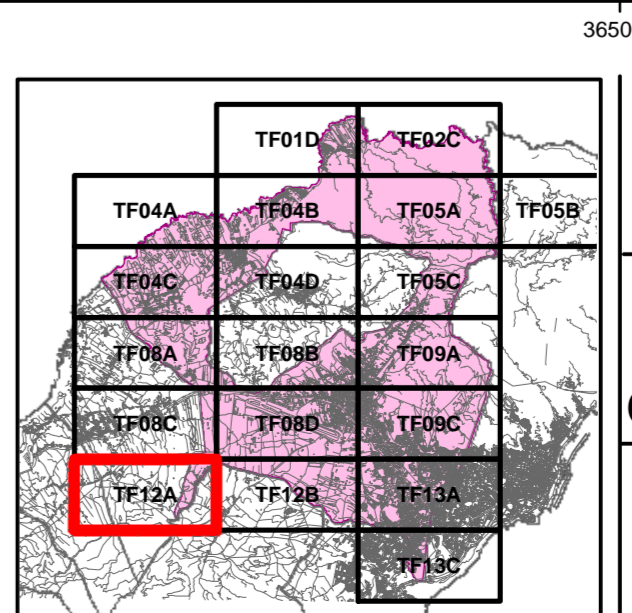 3650
TF01D TF02C
TF04A TF04B TF05A TF05B
TF04C TF04D TF05C
TF08A TF08B TF09A
TF08C TF08D TF09C
TF12A TF12B TF13A
TF13C